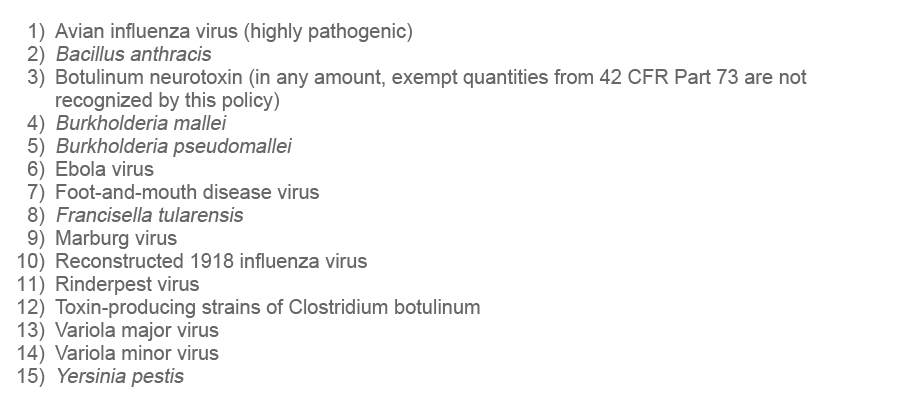 1) Avian influenza virus (highly pathogenic)
2) Bacillus anthracis
3) Botulinum neurotoxin (in any amount, exempt quantities from 42 CFR Part 73 are not
recognized by this policy)
4) Burkholderia mallei
5) Burkholderia pseudomallei
6) Ebola virus
7) Foot-and-mouth disease virus
8) Francisella tularensis
9) Marburg virus
10) Reconstructed 1918 influenza virus
11) Rinderpest virus
12) Toxin-producing strains of Clostridium botulinum
13) Variola major virus
14) Variola minor virus
15) Yersinia pestis